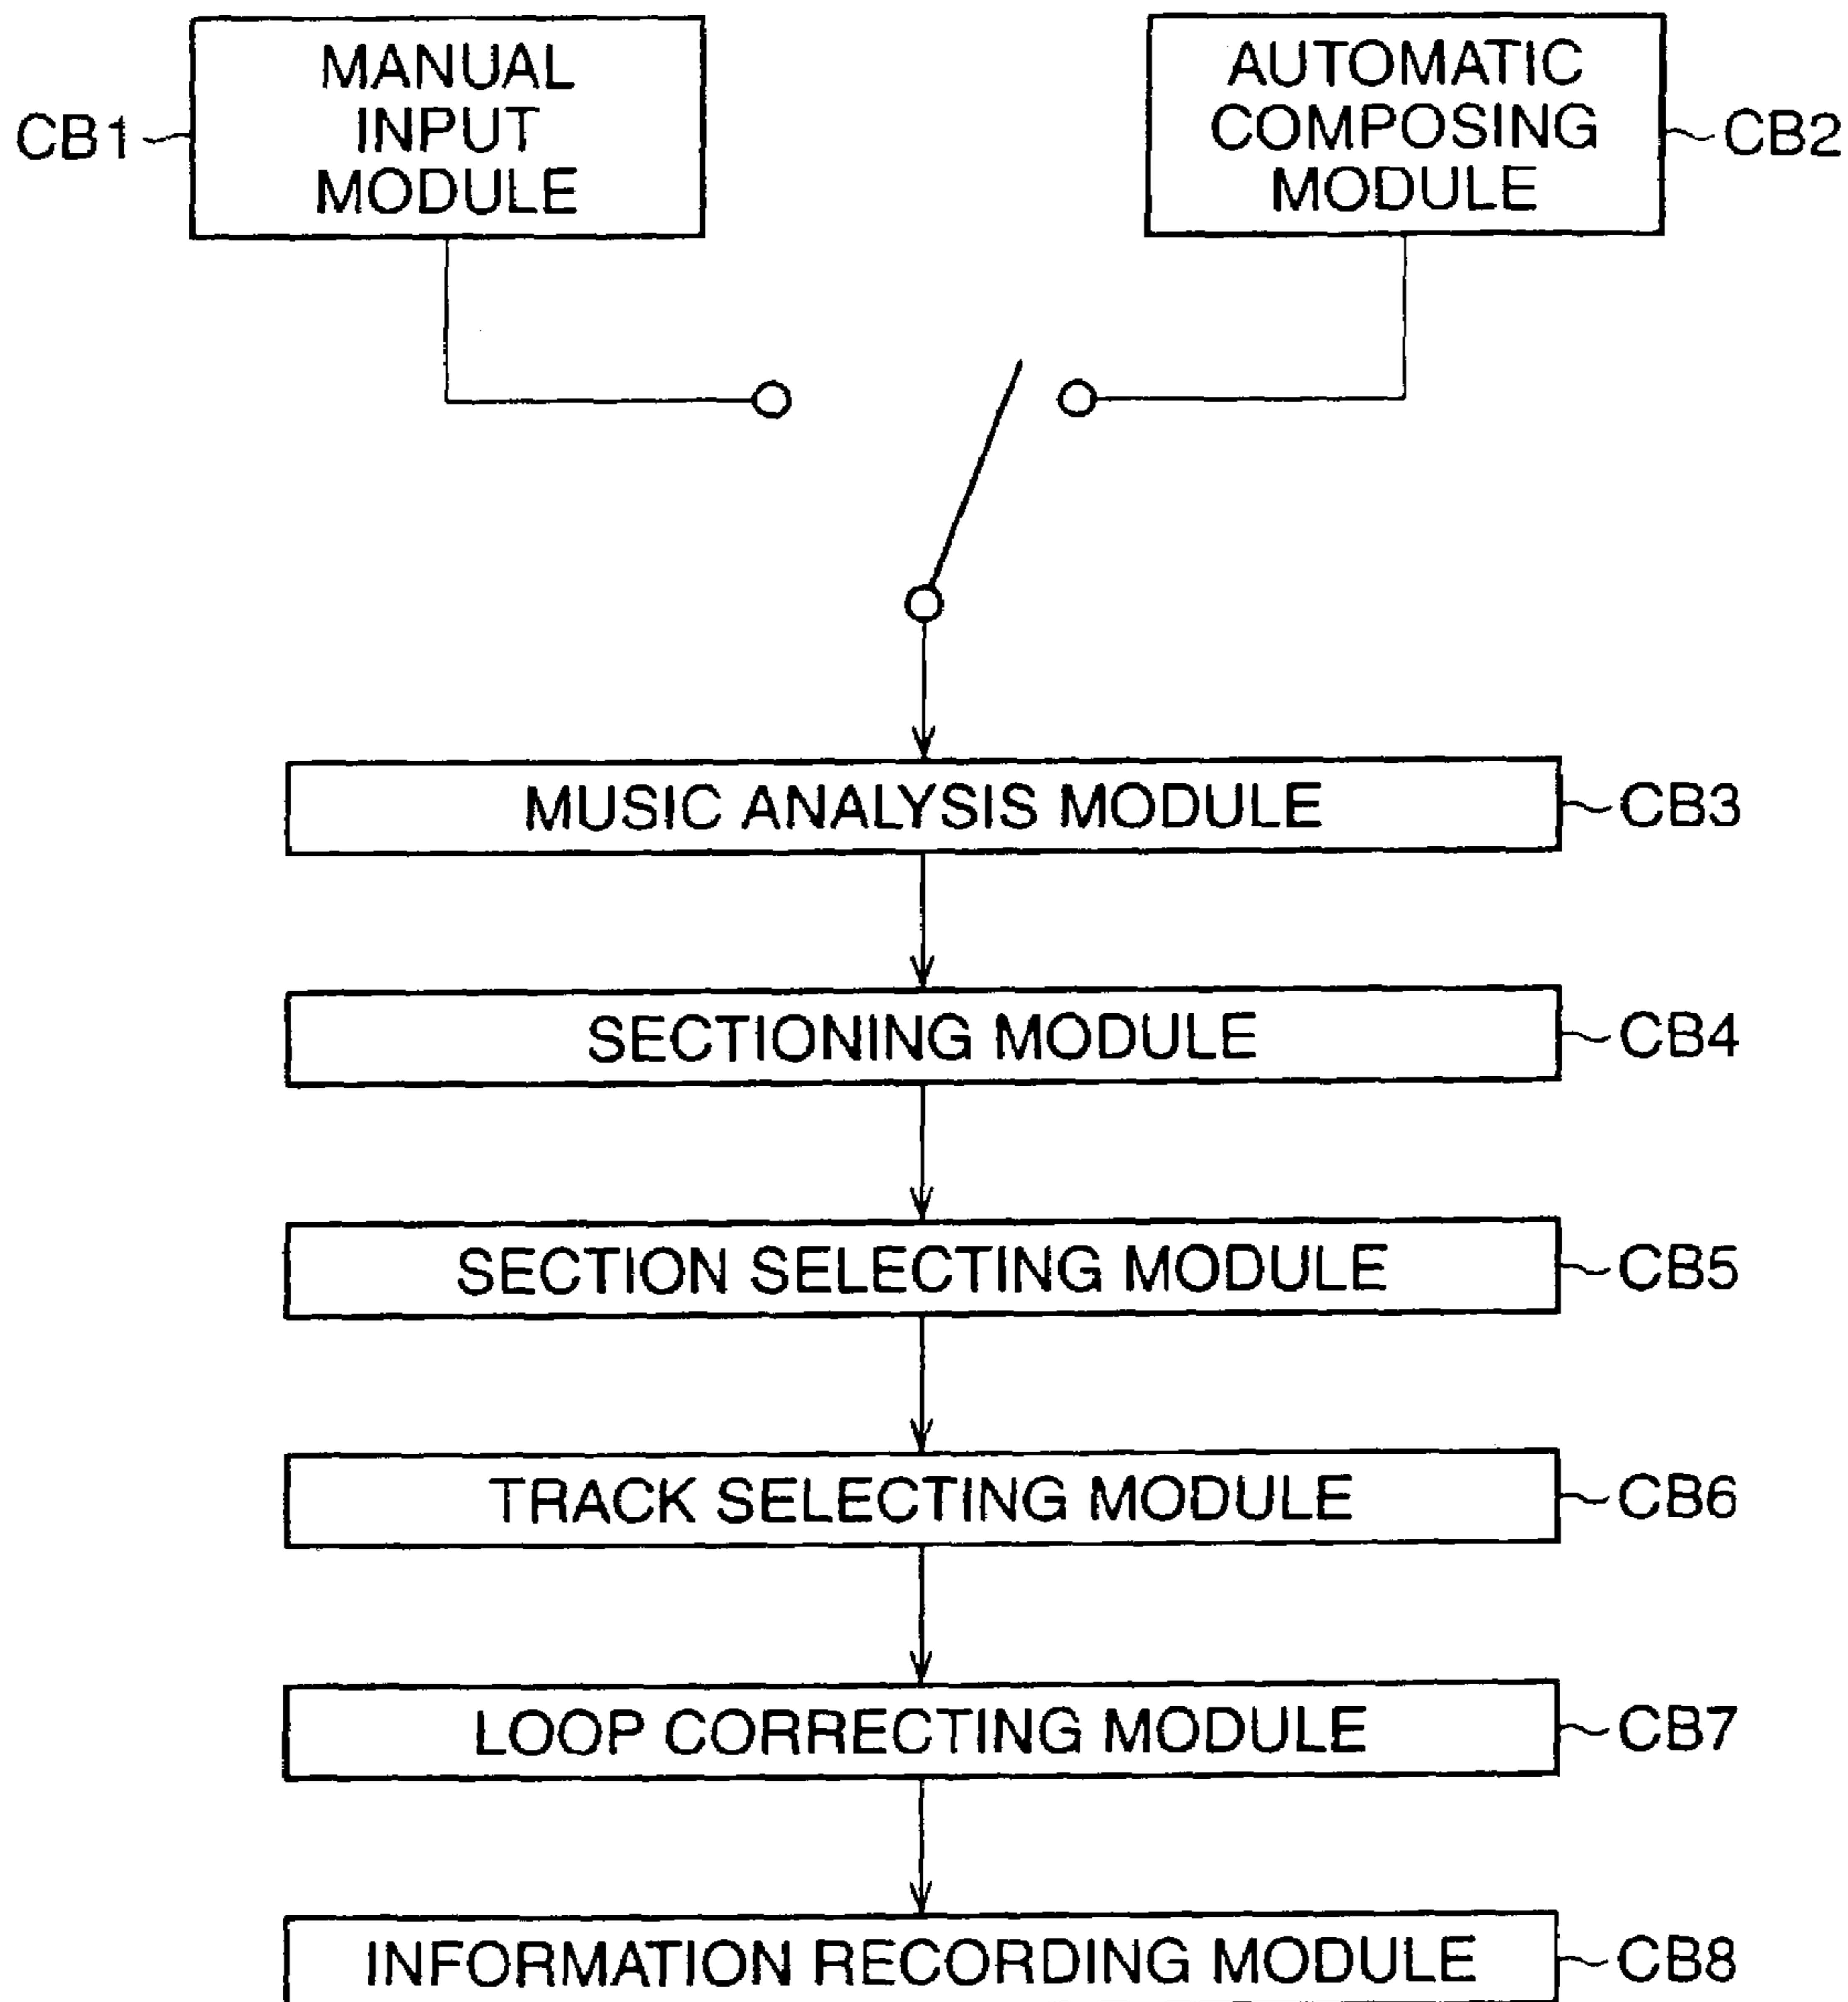 MANUAL
INPUT
MODULE
CB1
AUTOMATIC
COMPOSING
MODULE
CB2
MUSIC ANALYSIS MODULE
CB3
SECTIONING MODULE
CB4
SECTION SELECTING MODULE
CB5
TRACK SELECTING MODULE
CB6
LOOP CORRECTING MODULE
CB7
INFORMATION RECORDING MODULE
CB8